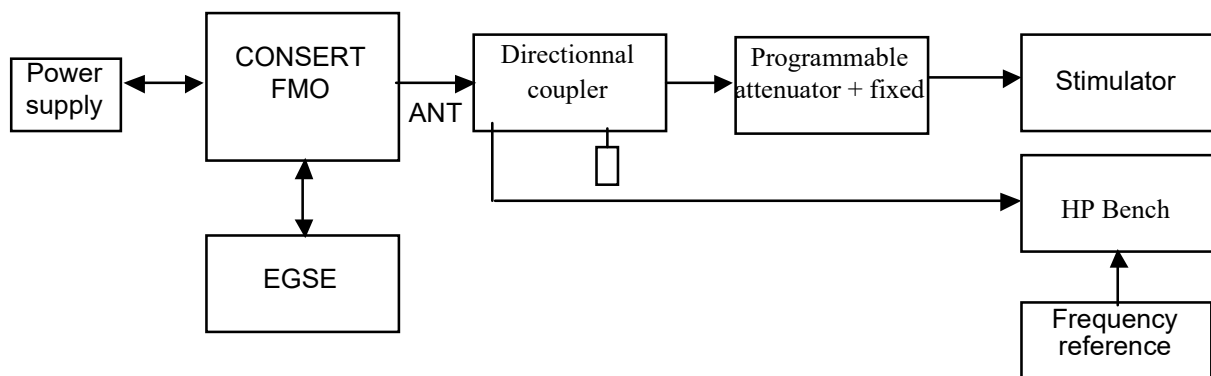 Power
supply
CONSERT
FMO
ANT
Directionnal
coupler
Programmable
attenuator + fixed
Stimulator
HP Bench
EGSE
Frequency
reference